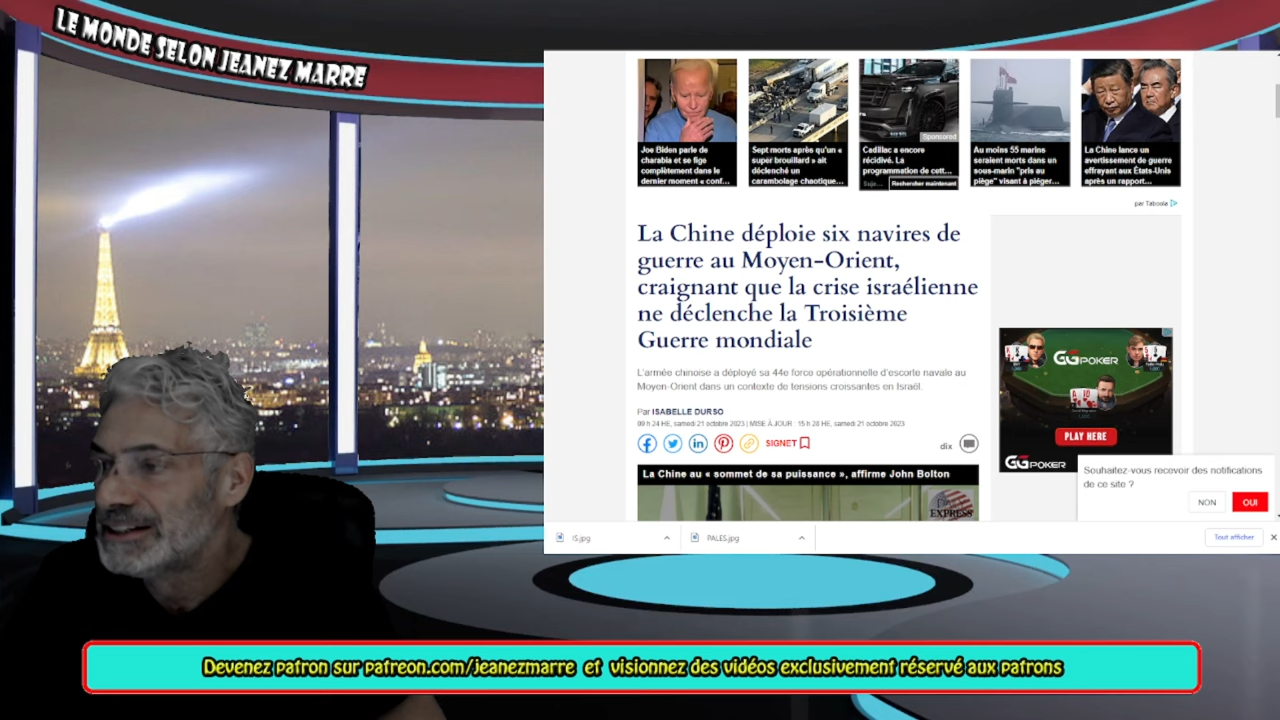 LE MONDE SELON JEANEZ MARRE
Joe Biden parle de
charabia et se fige
complètement dans le
dernier moment « conf...
Sept morts après qu'un «
super brouillard » ait
déclenché un
carambolage chaotique...
Sponsored
Cadillac a encore
récidivé. La
programmation de cett...
Rechercher maintenant
Au moins 55 marins
seraient morts dans un
sous-marin "pris au
piège" visant à piéger...
La Chine lance un
avertissement de guerre
effrayant aux États-Unis
après un rapport...
par Taboola
La Chine déploie six navires de
guerre au Moyen-Orient,
craignant que la crise israélienne
ne déclenche la Troisième
Guerre mondiale
L'armée chinoise a déployé sa 44e force opérationnelle d'escorte navale au
Moyen-Orient dans un contexte de tensions croissantes en Israël.
Par ISABELLE DURSO
09 h 24 HE, samedi 21 octobre 2023 | MISE À JOUR : 15 h 28 HE, samedi 21 octobre 2023
SIGNET
dix
La Chine au « sommet de sa puissance », affirme John Bolton
EXPRESS
GGPOKER
PLAY HERE
GGPOKER
Souhaitez-vous recevoir des notifications
de ce site ?
NON
OUI
IS.jpg
PALES.jpg
Tout afficher
Devenez patron sur patreon.com/jeanezmarre et visionnez des vidéos exclusivement réservé aux patrons